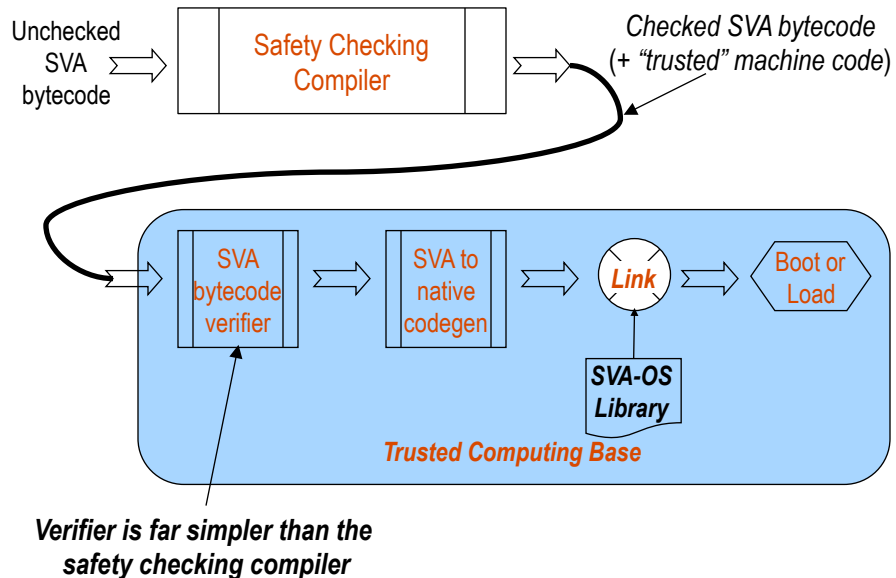 Unchecked
SVA
bytecode
Safety Checking
Compiler
Checked SVA bytecode
(+ “trusted” machine code)
SVA
bytecode
verifier
SVA to
native
codegen
Link
Boot or
Load
SVA-OS
Library
Trusted Computing Base
Verifier is far simpler than the
safety checking compiler